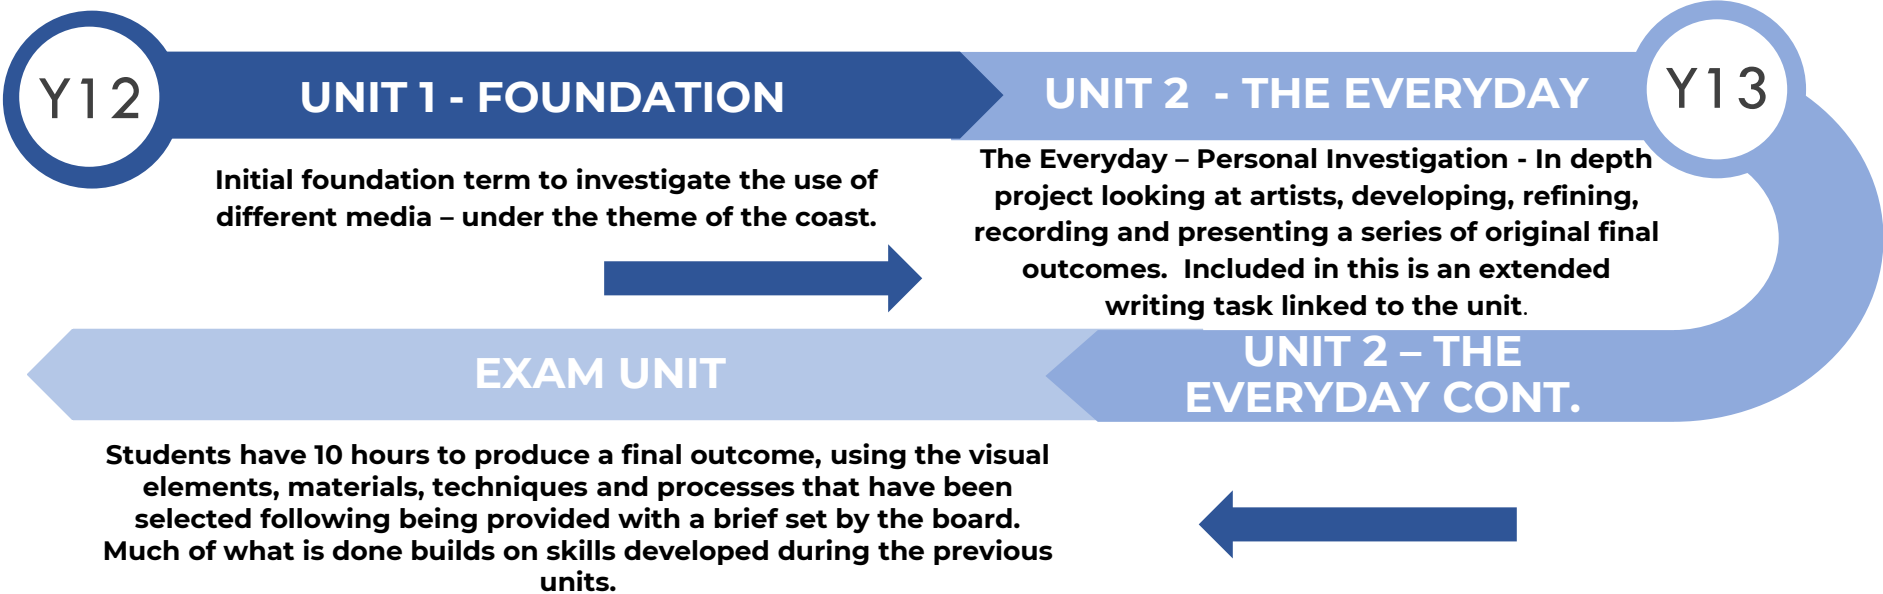 Y12
UNIT 1 - FOUNDATION
UNIT 2  - THE EVERYDAY
Y13
Initial foundation term to investigate the use of
different media – under the theme of the coast.
The Everyday – Personal Investigation - In depth
project looking at artists, developing, refining,
recording and presenting a series of original final
outcomes.  Included in this is an extended
writing task linked to the unit.
UNIT 2 – THE
EVERYDAY CONT.
EXAM UNIT
Students have 10 hours to produce a final outcome, using the visual
elements, materials, techniques and processes that have been
selected following being provided with a brief set by the board.
Much of what is done builds on skills developed during the previous
units.